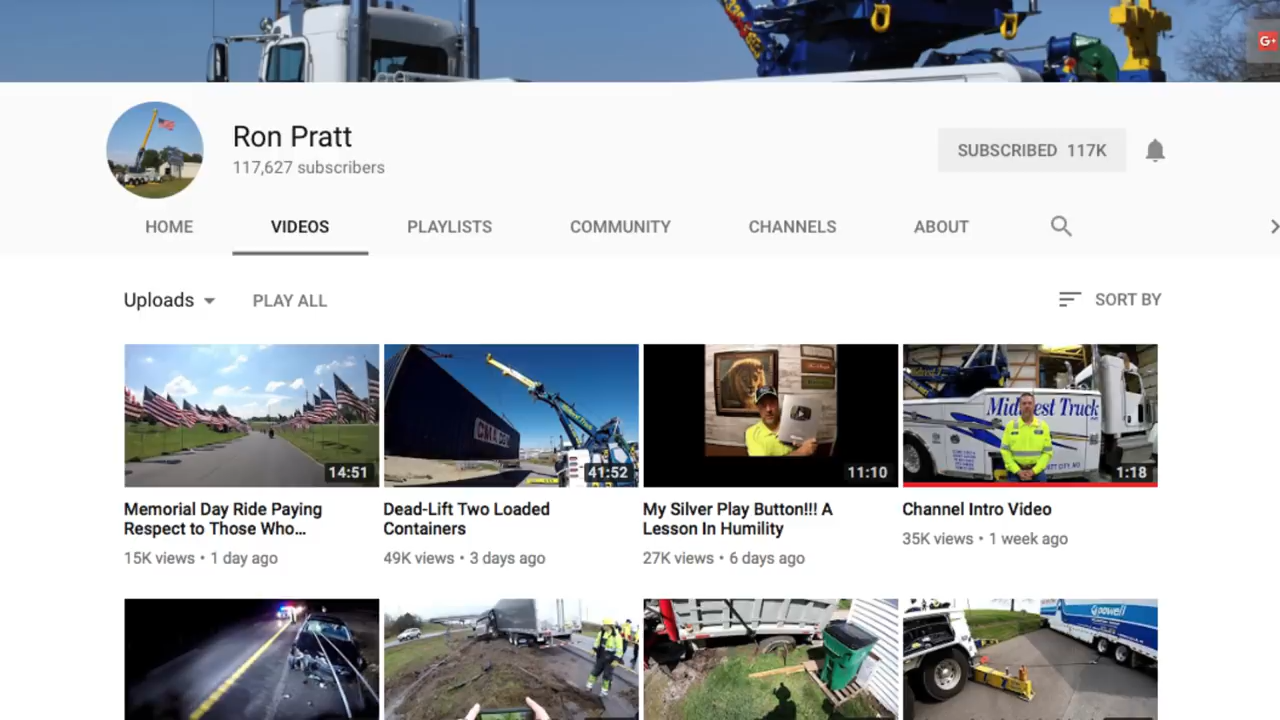 G+
Ron Pratt
117,627 subscribers
SUBSCRIBED 117K
HOME VIDEOS PLAYLISTS COMMUNITY CHANNELS ABOUT
Uploads PLAY ALL SORT BY
CMA CGM
Midwest Truck
14:51 41:52 11:10 1:18
Memorial Day Ride Paying
Respect to Those Who...
15K views • 1 day ago
Dead-Lift Two Loaded
Containers
49K views • 3 days ago
My Silver Play Button!!! A
Lesson In Humility
27K views • 6 days ago
Channel Intro Video
35K views • 1 week ago
powell